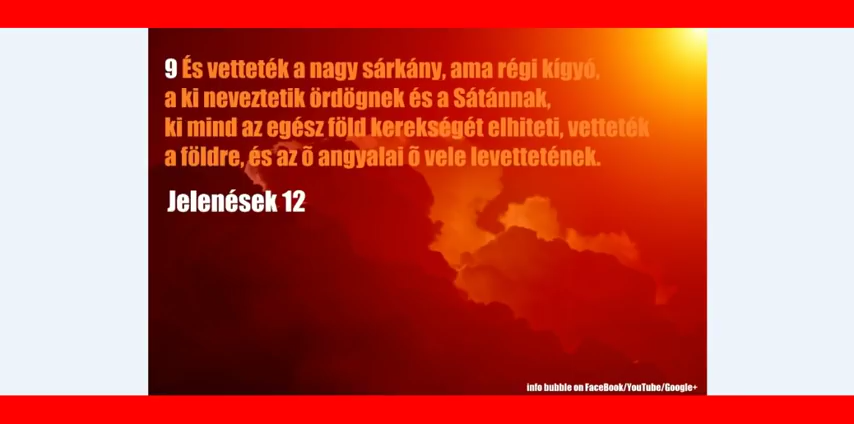 9 És vetteték a nagy sárkány, ama régi kígyó,
a ki neveztetik ördögnek és a Sátánnak,
ki mind az egész föld kerekségét elhiteti, vetteték
a földre, és az õ angyalai õ vele levettetének.
Jelenések 12
info bubble on FaceBook/YouTube/Google+